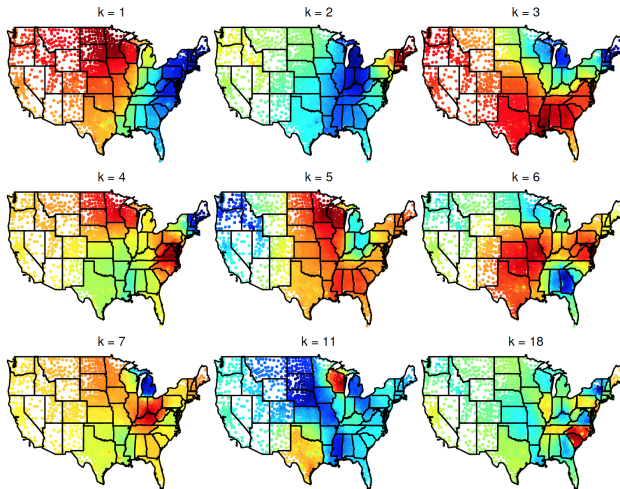 k = 1
k = 2
k = 3
k = 4
k = 5
k = 6
k = 7
k = 11
k = 18